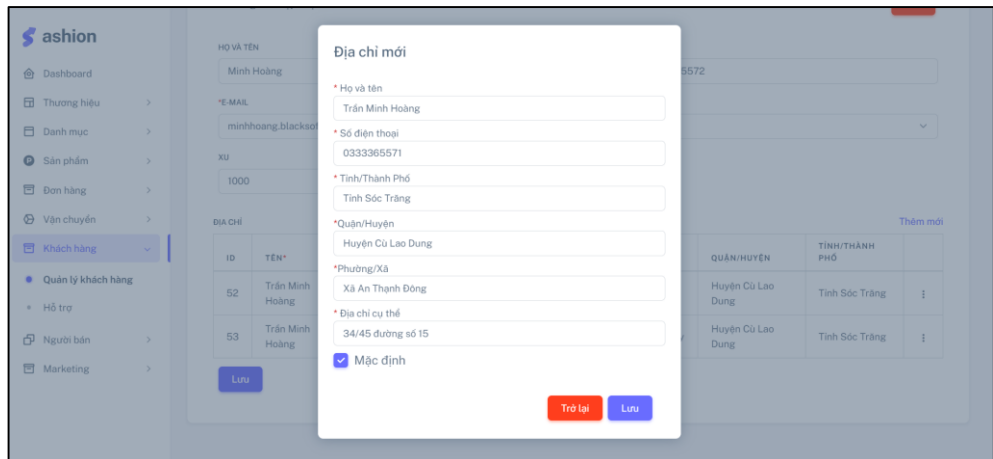 ashion
Dashboard
Thương hiệu
Danh mục
Sản phẩm
Đơn hàng
Vận chuyển
Khách hàng
Quản lý khách hàng
Hỗ trợ
Người bán
Marketing
HỌ VÀ TÊN
Minh Hoàng
5572
*E-MAIL
minhhoang.blacksof
XU
1000
ĐỊA CHỈ
Thêm mới
ID TÊN* QUẬN/HUYỆN TỈNH/THÀNH
PHỐ
52 Trần Minh Huyện Cù Lao Tỉnh Sóc Trăng
Hoàng Dung
53 Trần Minh Huyện Cù Lao Tỉnh Sóc Trăng
Hoàng Dung
Lưu
Địa chỉ mới
* Họ và tên
Trần Minh Hoàng
* Số điện thoại
0333365571
* Tỉnh/Thành Phố
Tỉnh Sóc Trăng
*Quận/Huyện
Huyện Cù Lao Dung
*Phường/Xã
Xã An Thạnh Đông
* Địa chỉ cụ thể
34/45 đường số 15
Mặc định
Trở lại Lưu